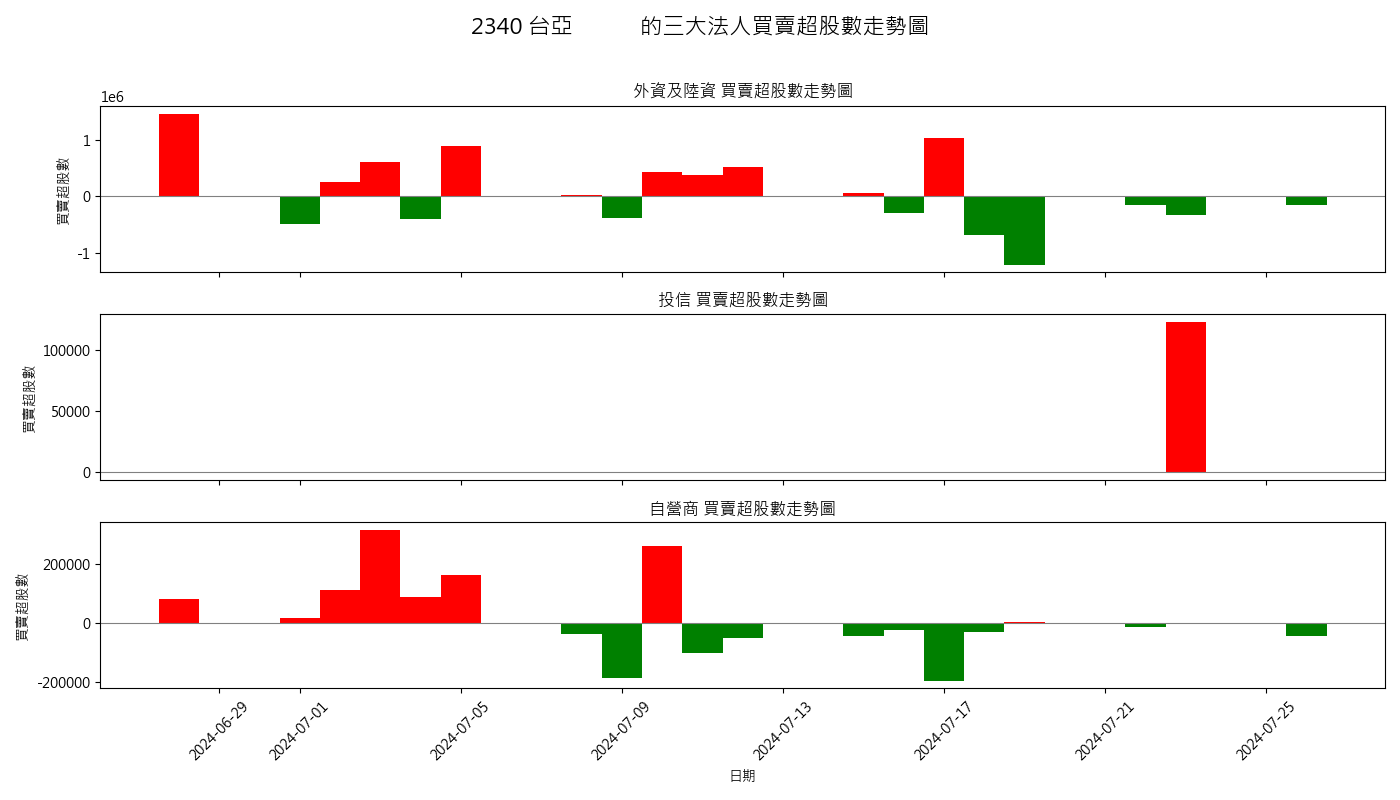 2340 台亞 的三大法人買賣超股數走勢圖
外資及陸資 買賣超股數走勢圖
1e6
買賣超股數
1
0
-1
投信 買賣超股數走勢圖
買賣超股數
100000
50000
0
自營商 買賣超股數走勢圖
買賣超股數
200000
0
-200000
2024-06-29
2024-07-01
2024-07-05
2024-07-09
2024-07-13
2024-07-17
2024-07-21
2024-07-25
日期